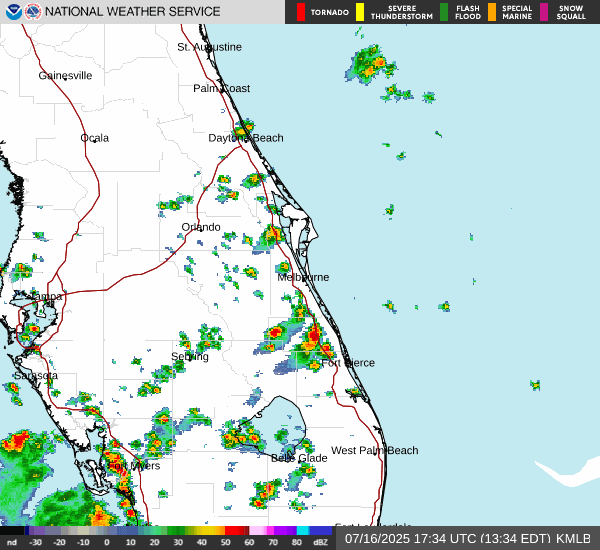 NATIONAL WEATHER SERVICE
TORNADO
SEVERE THUNDERSTORM
FLASH FLOOD
SPECIAL MARINE
SNOW SQUALL
St. Augustine
Gainesville
Palm Coast
Ocala
Daytona Beach
Orlando
Melbourne
Tampa
Sebring
Fort Pierce
Sarasota
West Palm Beach
Belle Glade
Fort Myers
Fort Lauderdale
nd -30 -20 -10 0 10 20 30 40 50 60 70 80 dBZ
07/16/2025 17:34 UTC (13:34 EDT) KMLB